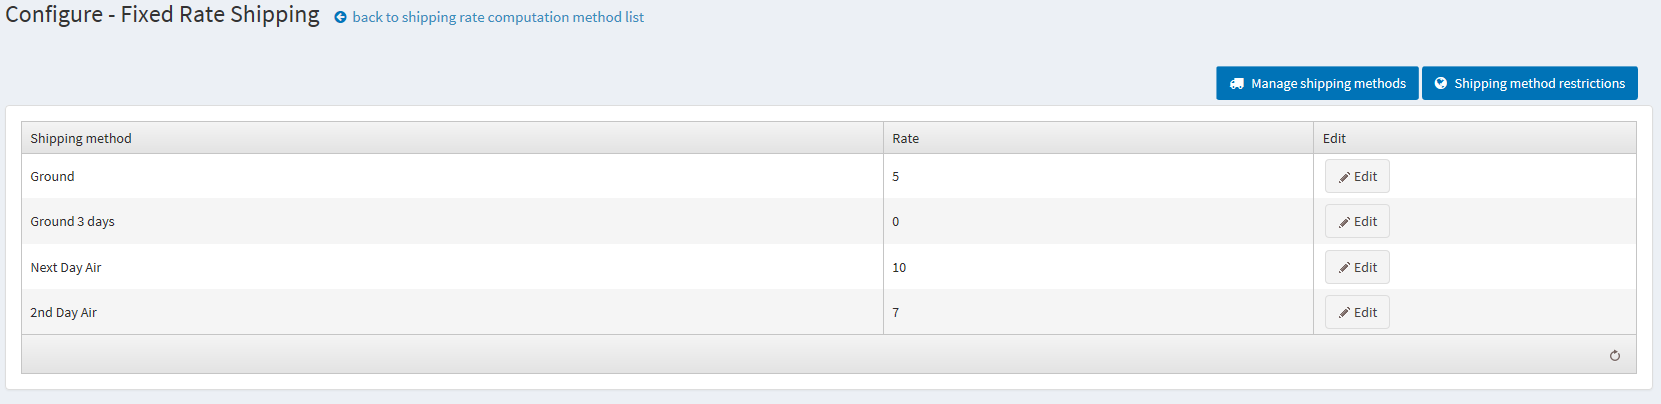 Configure - Fixed Rate Shipping back to shipping rate computation method list
Manage shipping methods Shipping method restrictions
Shipping method Rate Edit
Ground 5 Edit
Ground 3 days 0 Edit
Next Day Air 10 Edit
2nd Day Air 7 Edit